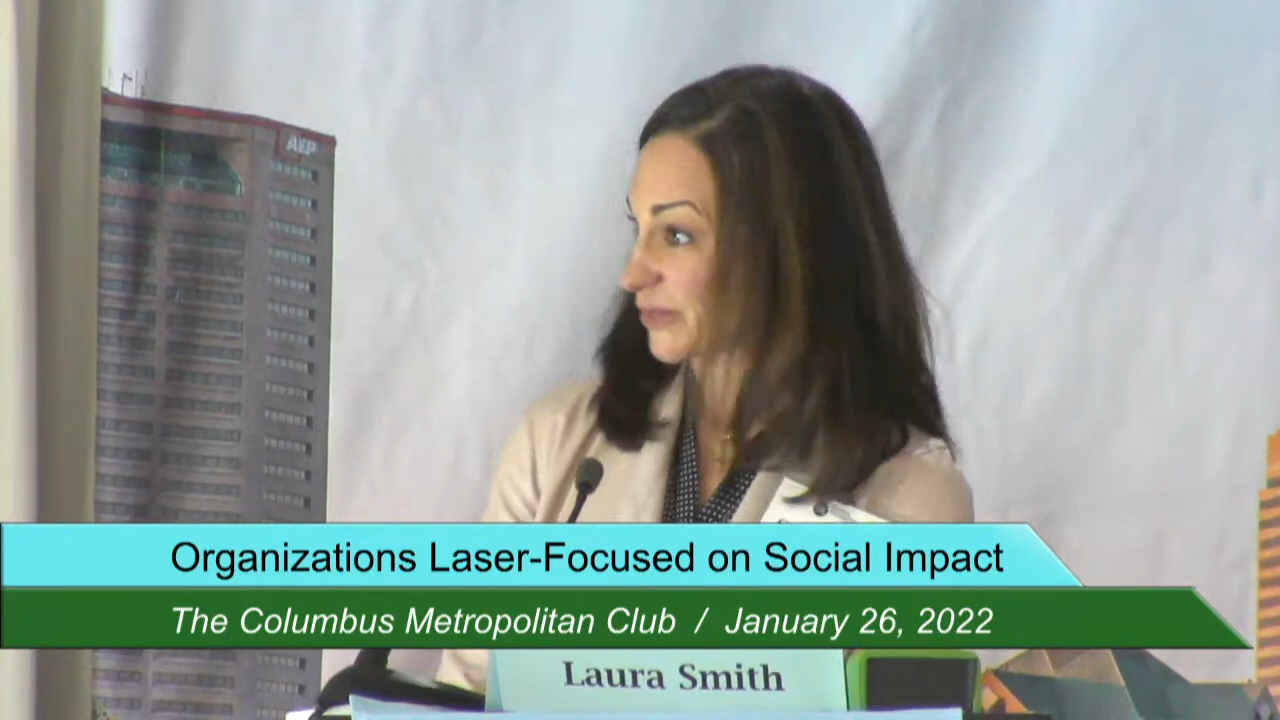 AEP
Organizations Laser-Focused on Social Impact
The Columbus Metropolitan Club / January 26, 2022
Laura Smith